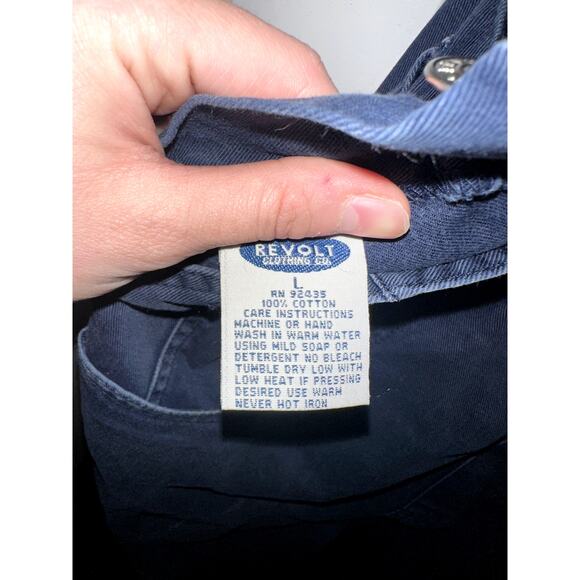 REVOLT
CLOTHING CO.
L
RN 92435
100% COTTON
CARE INSTRUCTIONS
MACHINE OR HAND
WASH IN WARM WATER
USING MILD SOAP OR
DETERGENT NO BLEACH
TUMBLE DRY LOW WITH
LOW HEAT IF PRESSING
DESIRED USE WARM
NEVER HOT IRON